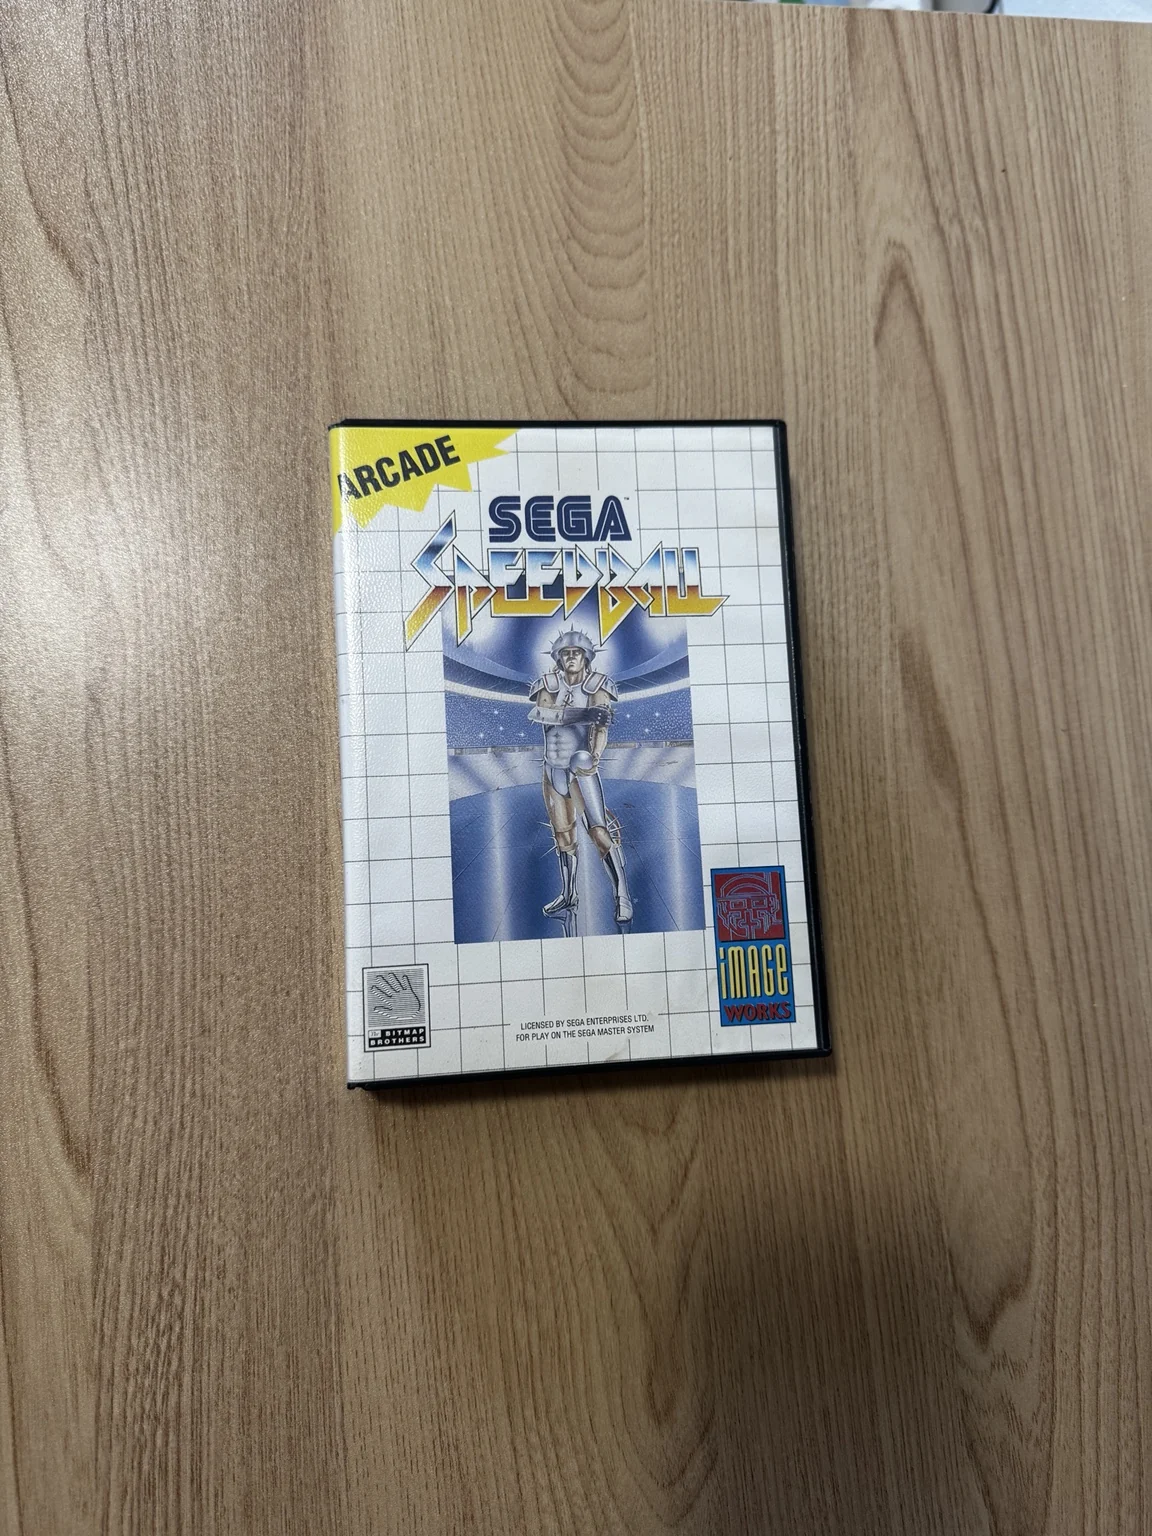 ARCADE
SEGA™
SPEEDBALL
IMAGE
WORKS
The BITMAP
BROTHERS
LICENSED BY SEGA ENTERPRISES LTD.
FOR PLAY ON THE SEGA MASTER SYSTEM